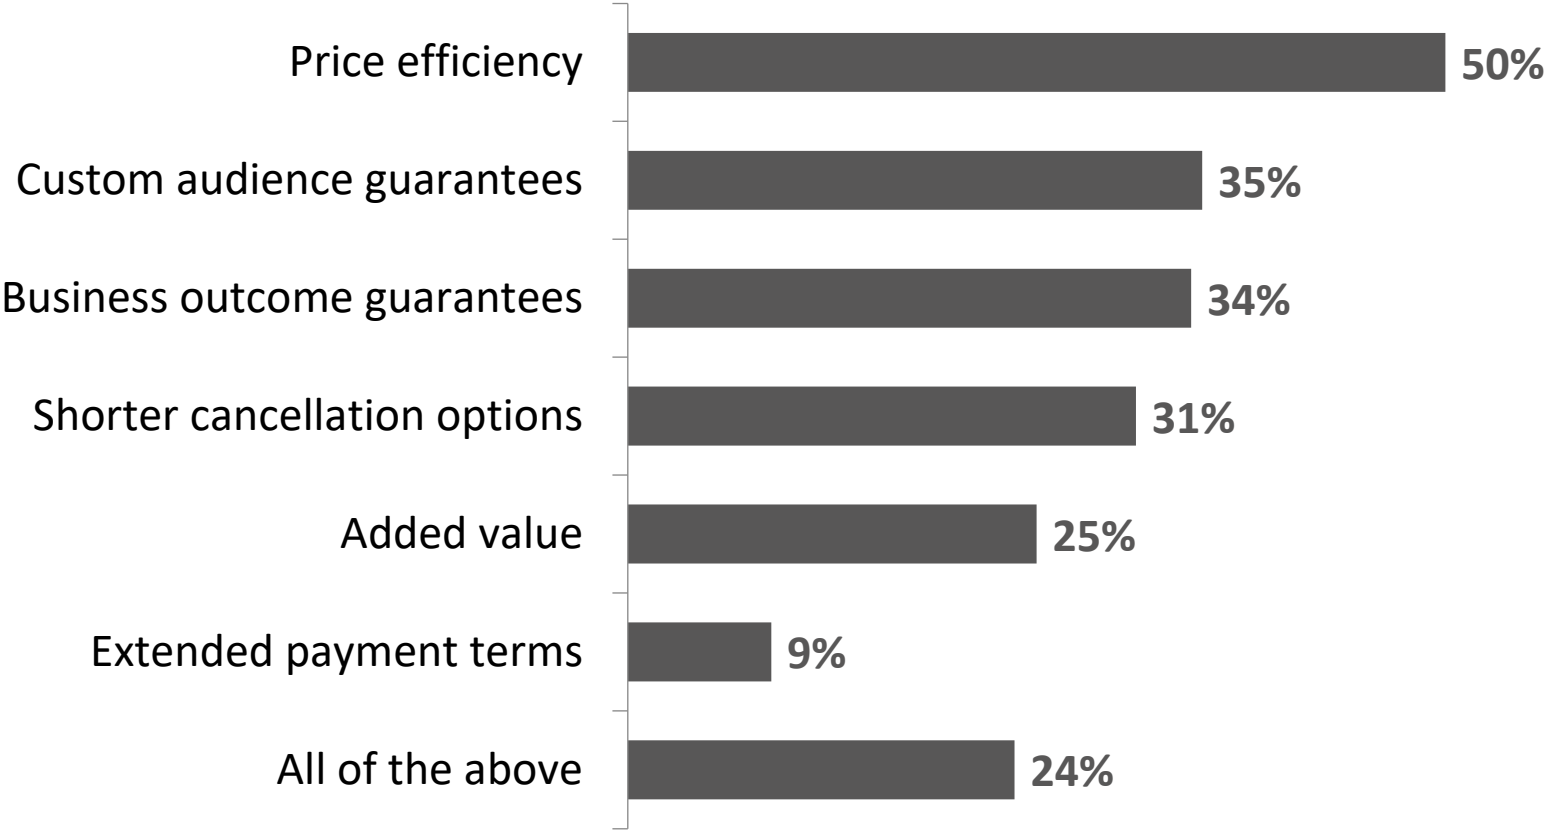 Price efficiency 50%
Custom audience guarantees 35%
Business outcome guarantees 34%
Shorter cancellation options 31%
Added value 25%
Extended payment terms 9%
All of the above 24%